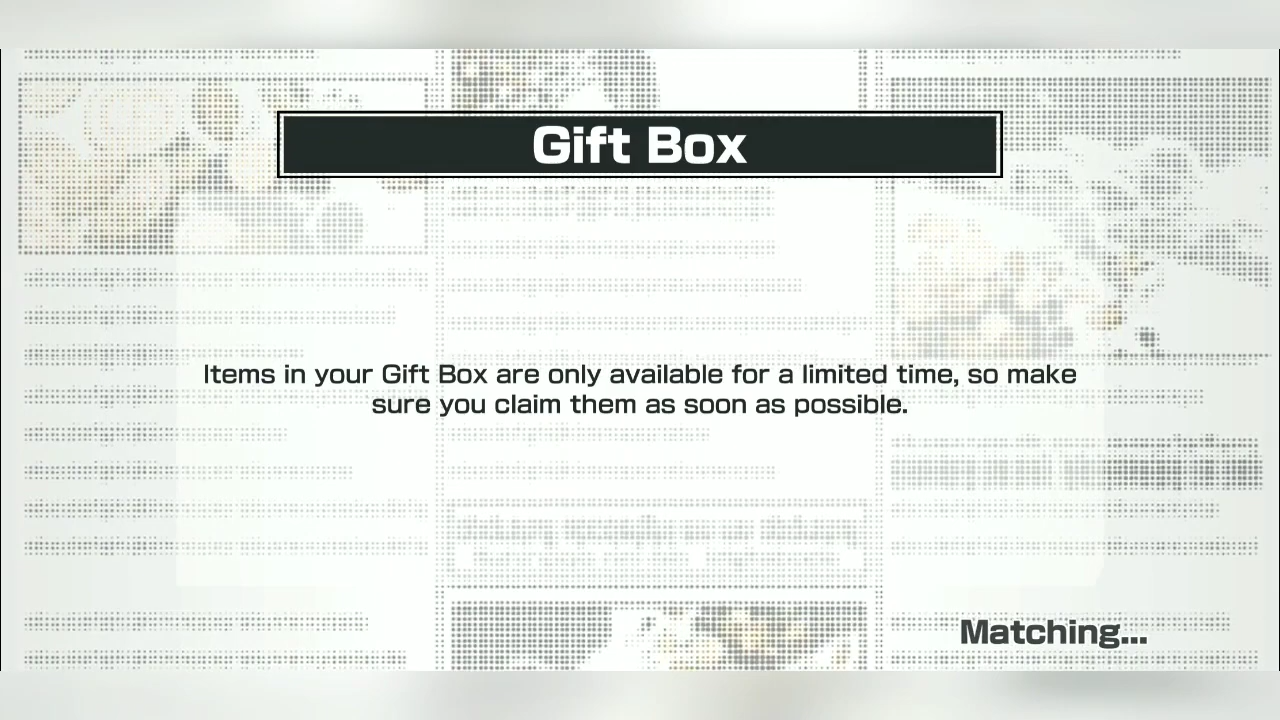 Gift Box
Items in your Gift Box are only available for a limited time, so make
sure you claim them as soon as possible.
Matching...